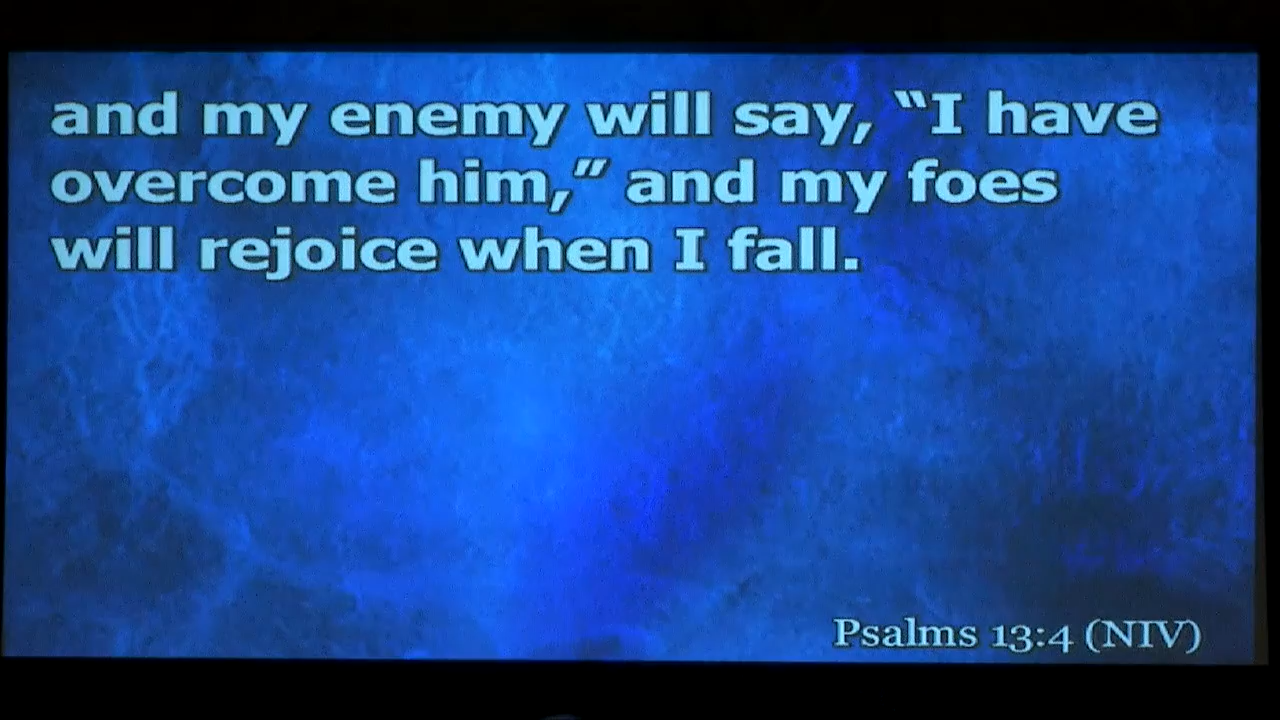 and my enemy will say, “I have
overcome him,” and my foes
will rejoice when I fall.
Psalms 13:4 (NIV)